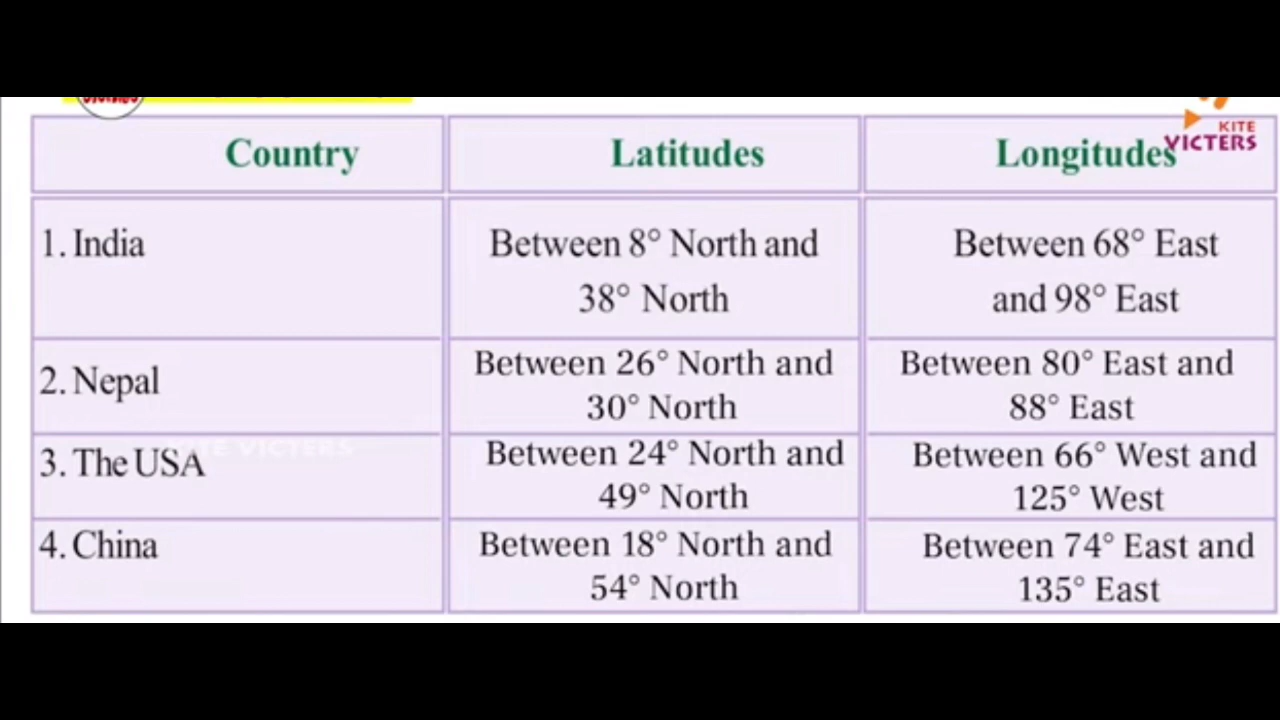 KITE
VICTERS
Country Latitudes Longitudes
1. India Between 8° North and Between 68° East
38° North and 98° East
2. Nepal Between 26° North and Between 80° East and
30° North 88° East
KITE VICTERS
3. The USA Between 24° North and Between 66° West and
49° North 125° West
4. China Between 18° North and Between 74° East and
54° North 135° East